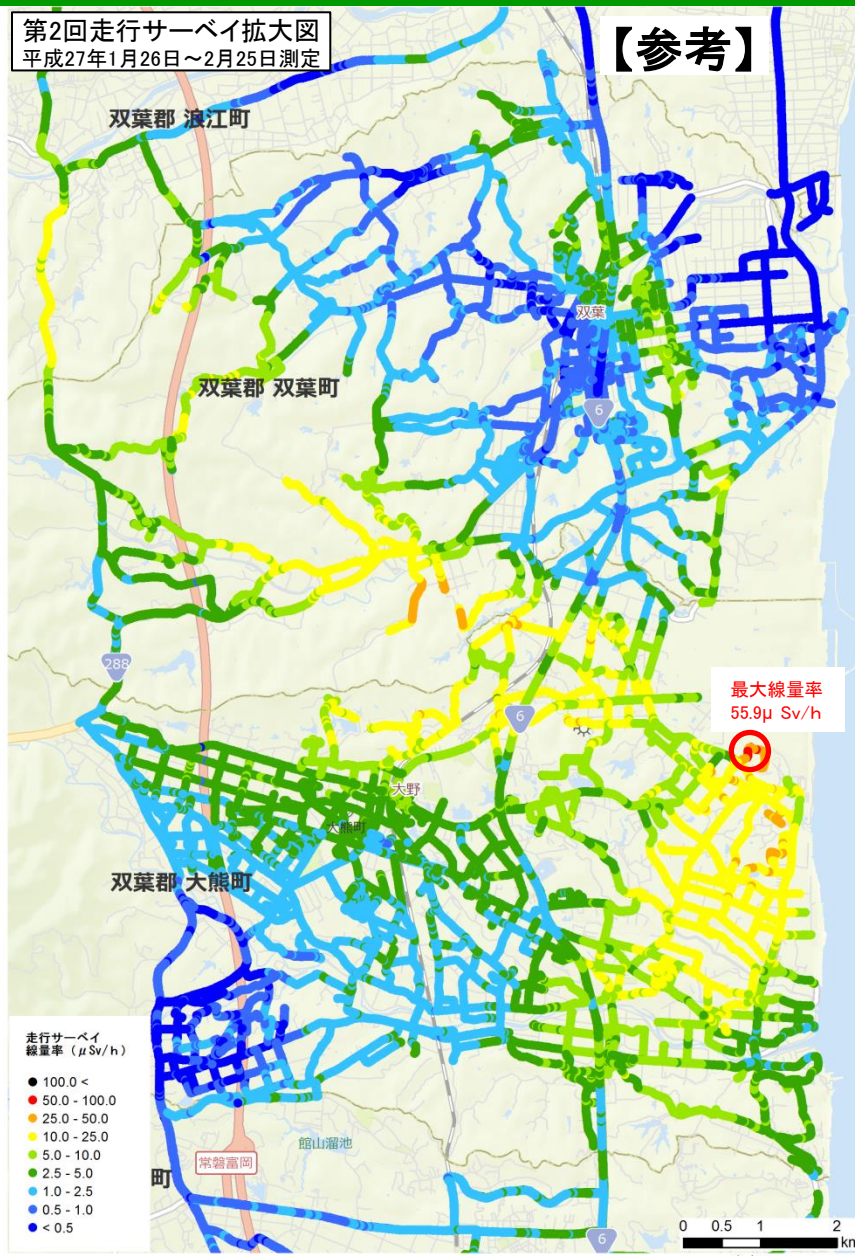 第2回走行サーベイ拡大図
平成27年1月26日～2月25日測定
【参考】
双葉郡 浪江町
双葉
双葉郡 双葉町
6
288
6
最大線量率
55.9μ Sv/h
大野
大熊町
双葉郡 大熊町
走行サーベイ
線量率（μSv/h）
100.0 <
50.0 - 100.0
25.0 - 50.0
10.0 - 25.0
5.0 - 10.0
2.5 - 5.0
1.0 - 2.5
0.5 - 1.0
< 0.5
館山溜池
常磐富岡
町
6
0 0.5 1 2
km